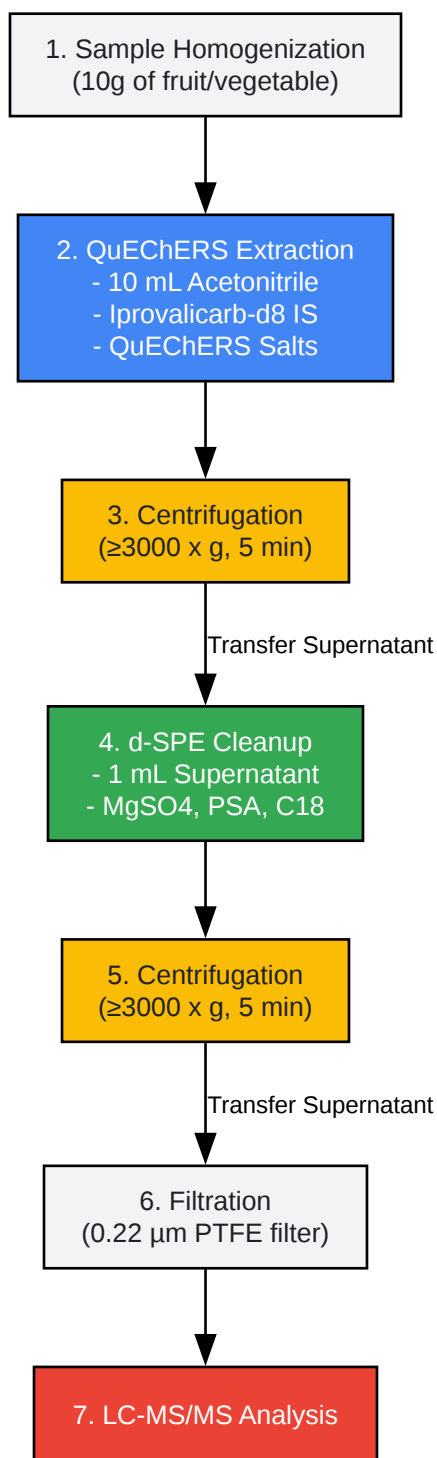 1. Sample Homogenization
(10g of fruit/vegetable)
2. QuEChERS Extraction
- 10 mL Acetonitrile
- Iprovalicarb-d8 IS
- QuEChERS Salts
3. Centrifugation
(≥3000 x g, 5 min)
Transfer Supernatant
4. d-SPE Cleanup
- 1 mL Supernatant
- MgSO4, PSA, C18
5. Centrifugation
(≥3000 x g, 5 min)
Transfer Supernatant
6. Filtration
(0.22 µm PTFE filter)
7. LC-MS/MS Analysis